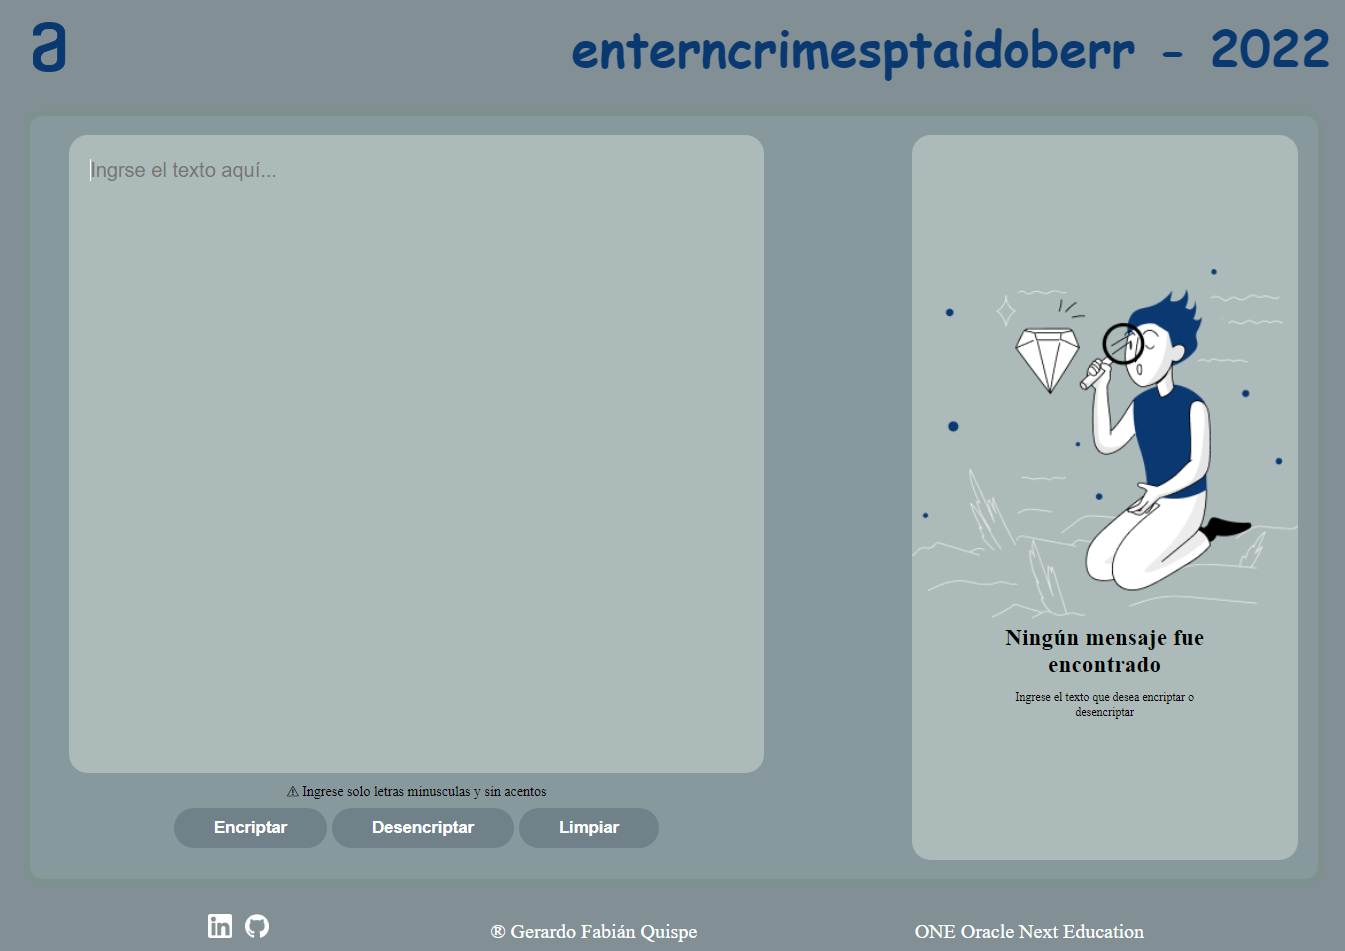 a
enterncrimesptaidoberr - 2022
Ingrse el texto aquí...
⚠ Ingrese solo letras minusculas y sin acentos
Encriptar Desencriptar Limpiar
Ningún mensaje fue
encontrado
Ingrese el texto que desea encriptar o
desencriptar
in
® Gerardo Fabián Quispe
ONE Oracle Next Education